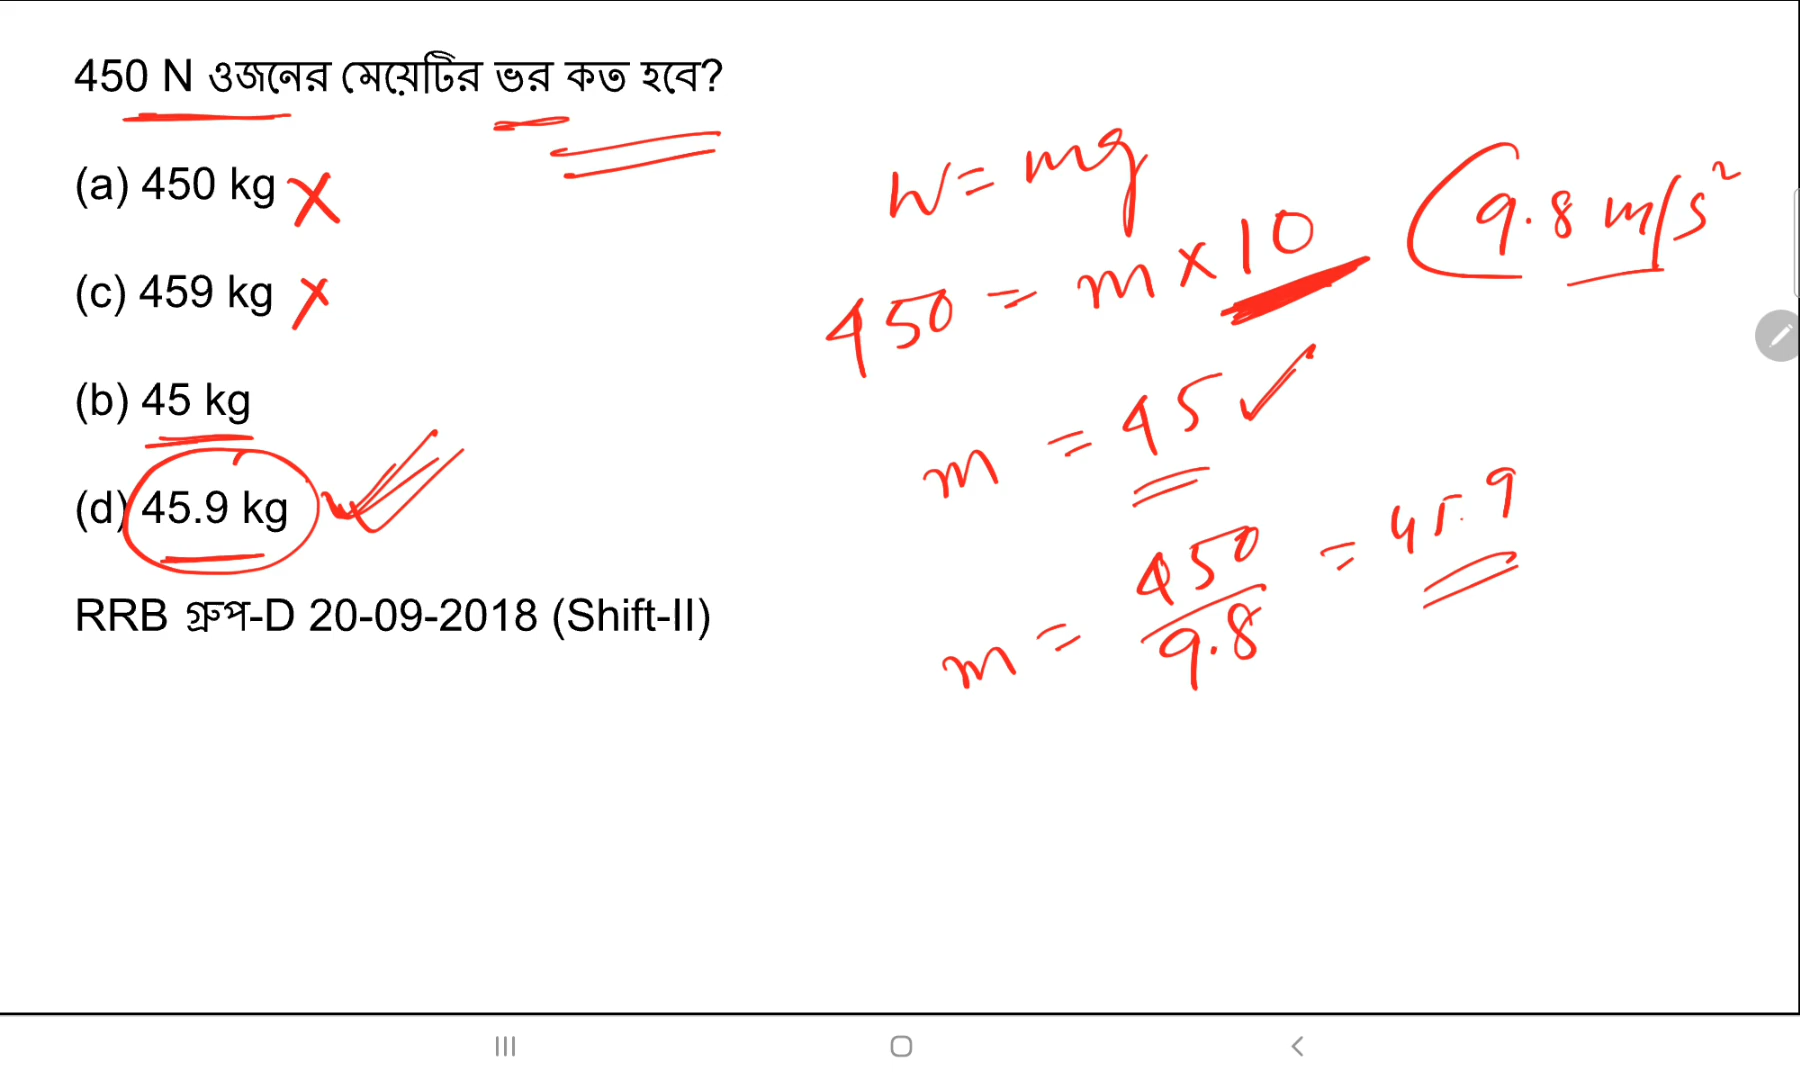 450 N ওজনের মেয়েটির ভর কত হবে?
(a) 450 kg X
(c) 459 kg X
(b) 45 kg
(d) 45.9 kg
RRB গ্রুপ-D 20-09-2018 (Shift-II)
W = mg
9.8 m/s²
450 = m × 10
m = 45 ✓
m = 450/9.8 = 45.9